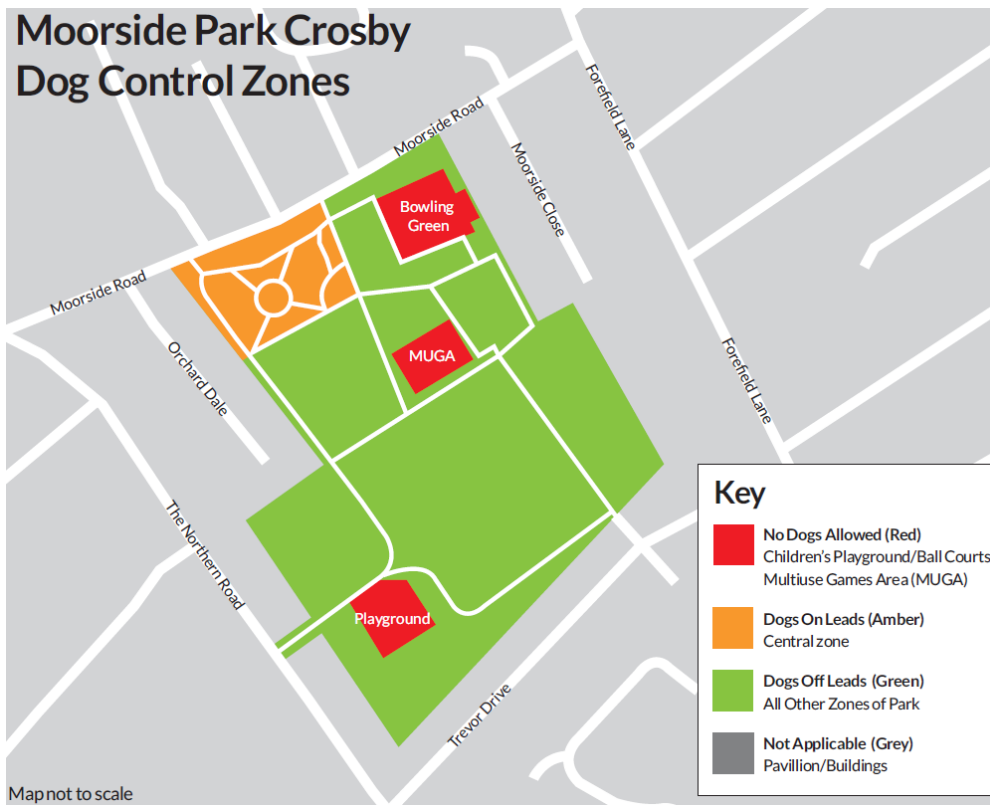 Moorside Park Crosby
Dog Control Zones
Moorside Road
Forefield Lane
Moorside Close
Bowling
Green
Moorside Road
MUGA
Orchard Dale
Forefield Lane
The Northern Road
Playground
Trevor Drive
Key
No Dogs Allowed (Red)
Children's Playground/Ball Courts
Multiuse Games Area (MUGA)
Dogs On Leads (Amber)
Central zone
Dogs Off Leads (Green)
All Other Zones of Park
Not Applicable (Grey)
Pavillion/Buildings
Map not to scale